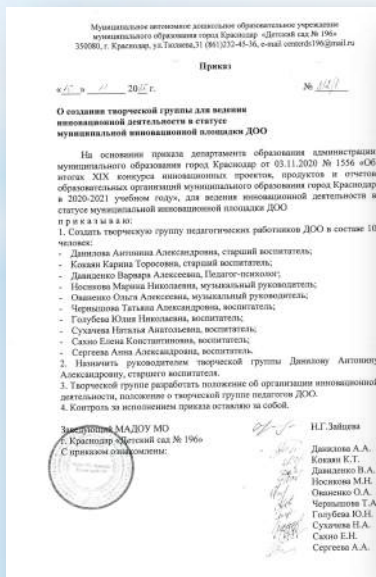 Муниципальное автономное дошкольное образовательное учреждение
муниципального образования город Краснодар «Детский сад № 196»
350080, г. Краснодар, ул.Тюляева,31 (861)232-45-36, e-mail centerds196@mail.ru
Приказ
20 г. №
О создании творческой группы для ведения
инновационной деятельности в статусе
муниципальной инновационной площадки ДОО
На основании приказа департамента образования администрации
муниципального образования город Краснодар от 03.11.2020 № 1556 «Об
итогах XIX конкурса инновационных проектов, продуктов и отчетов
образовательных организаций муниципального образования город Краснодар
в 2020-2021 учебном году», для ведения инновационной деятельности в
статусе муниципальной инновационной площадки ДОО
п р и к а з ы в а ю:
1. Создать творческую группу педагогических работников ДОО в составе 10
человек:
- Данилова Антонина Александровна, старший воспитатель;
- Кокаян Карина Торосовна, старший воспитатель;
- Давиденко Варвара Алексеевна, Педагог-психолог;
- Носикова Марина Николаевна, музыкальный руководитель;
- Ованенко Ольга Алексеевна, музыкальный руководитель;
- Чернышова Татьяна Александровна, воспитатель;
- Голубева Юлия Николаевна, воспитатель;
- Сухачева Наталья Анатольевна, воспитатель;
- Сахно Елена Константиновна, воспитатель;
- Сергеева Анна Александровна, воспитатель.
2. Назначить руководителем творческой группы Данилову Антонину
Александровну, старшего воспитателя.
3. Творческой группе разработать положение об организации инновационной
деятельности, положение о творческой группе педагогов ДОО.
4. Контроль за исполнением приказа оставляю за собой.
Заведующий МАДОУ МО Н.Г.Зайцева
г. Краснодар «Детский сад № 196»
С приказом ознакомлены: Данилова А.А.
Кокаян К.Т.
Давиденко В.А.
Носикова М.Н.
Ованенко О.А.
Чернышова Т.А
Голубева Ю.Н.
Сухачева Н.А.
Сахно Е.Н.
Сергеева А.А.